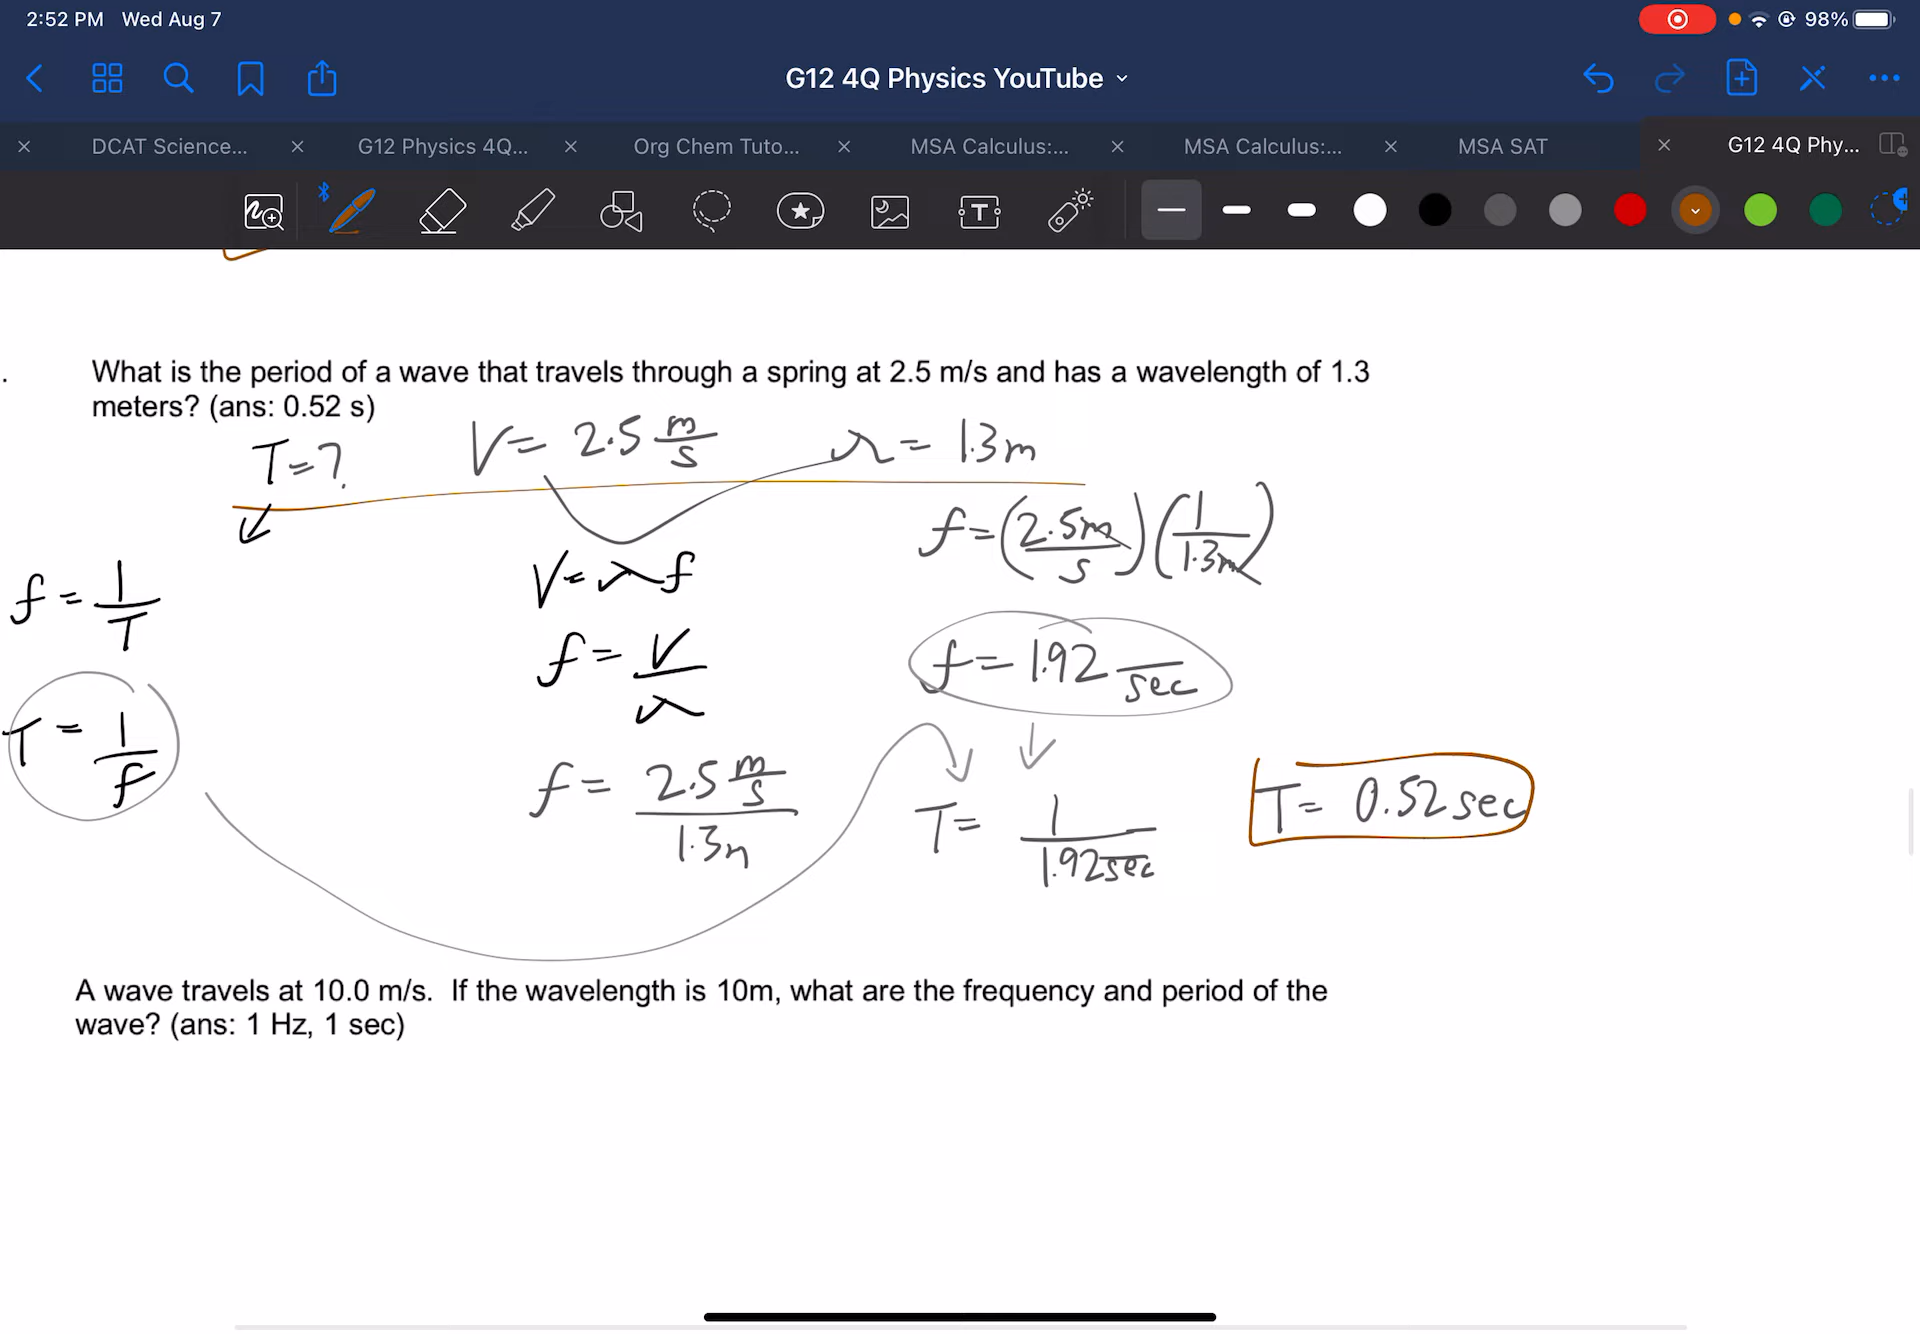 2:52 PM Wed Aug 7
98%
G12 4Q Physics YouTube
DCAT Science...
G12 Physics 4Q...
Org Chem Tuto...
MSA Calculus:...
MSA Calculus:...
MSA SAT
G12 4Q Phy...
T
. What is the period of a wave that travels through a spring at 2.5 m/s and has a wavelength of 1.3
meters? (ans: 0.52 s)
T=? V= 2.5 m/s λ= 1.3m
f = 1/T
T = 1/f
V=λf
f = V/λ
f = 2.5 m/s / 1.3m
f=(2.5m/s)(1/1.3m)
f= 1.92 /sec
T= 1/1.92sec
T= 0.52 sec
A wave travels at 10.0 m/s. If the wavelength is 10m, what are the frequency and period of the
wave? (ans: 1 Hz, 1 sec)